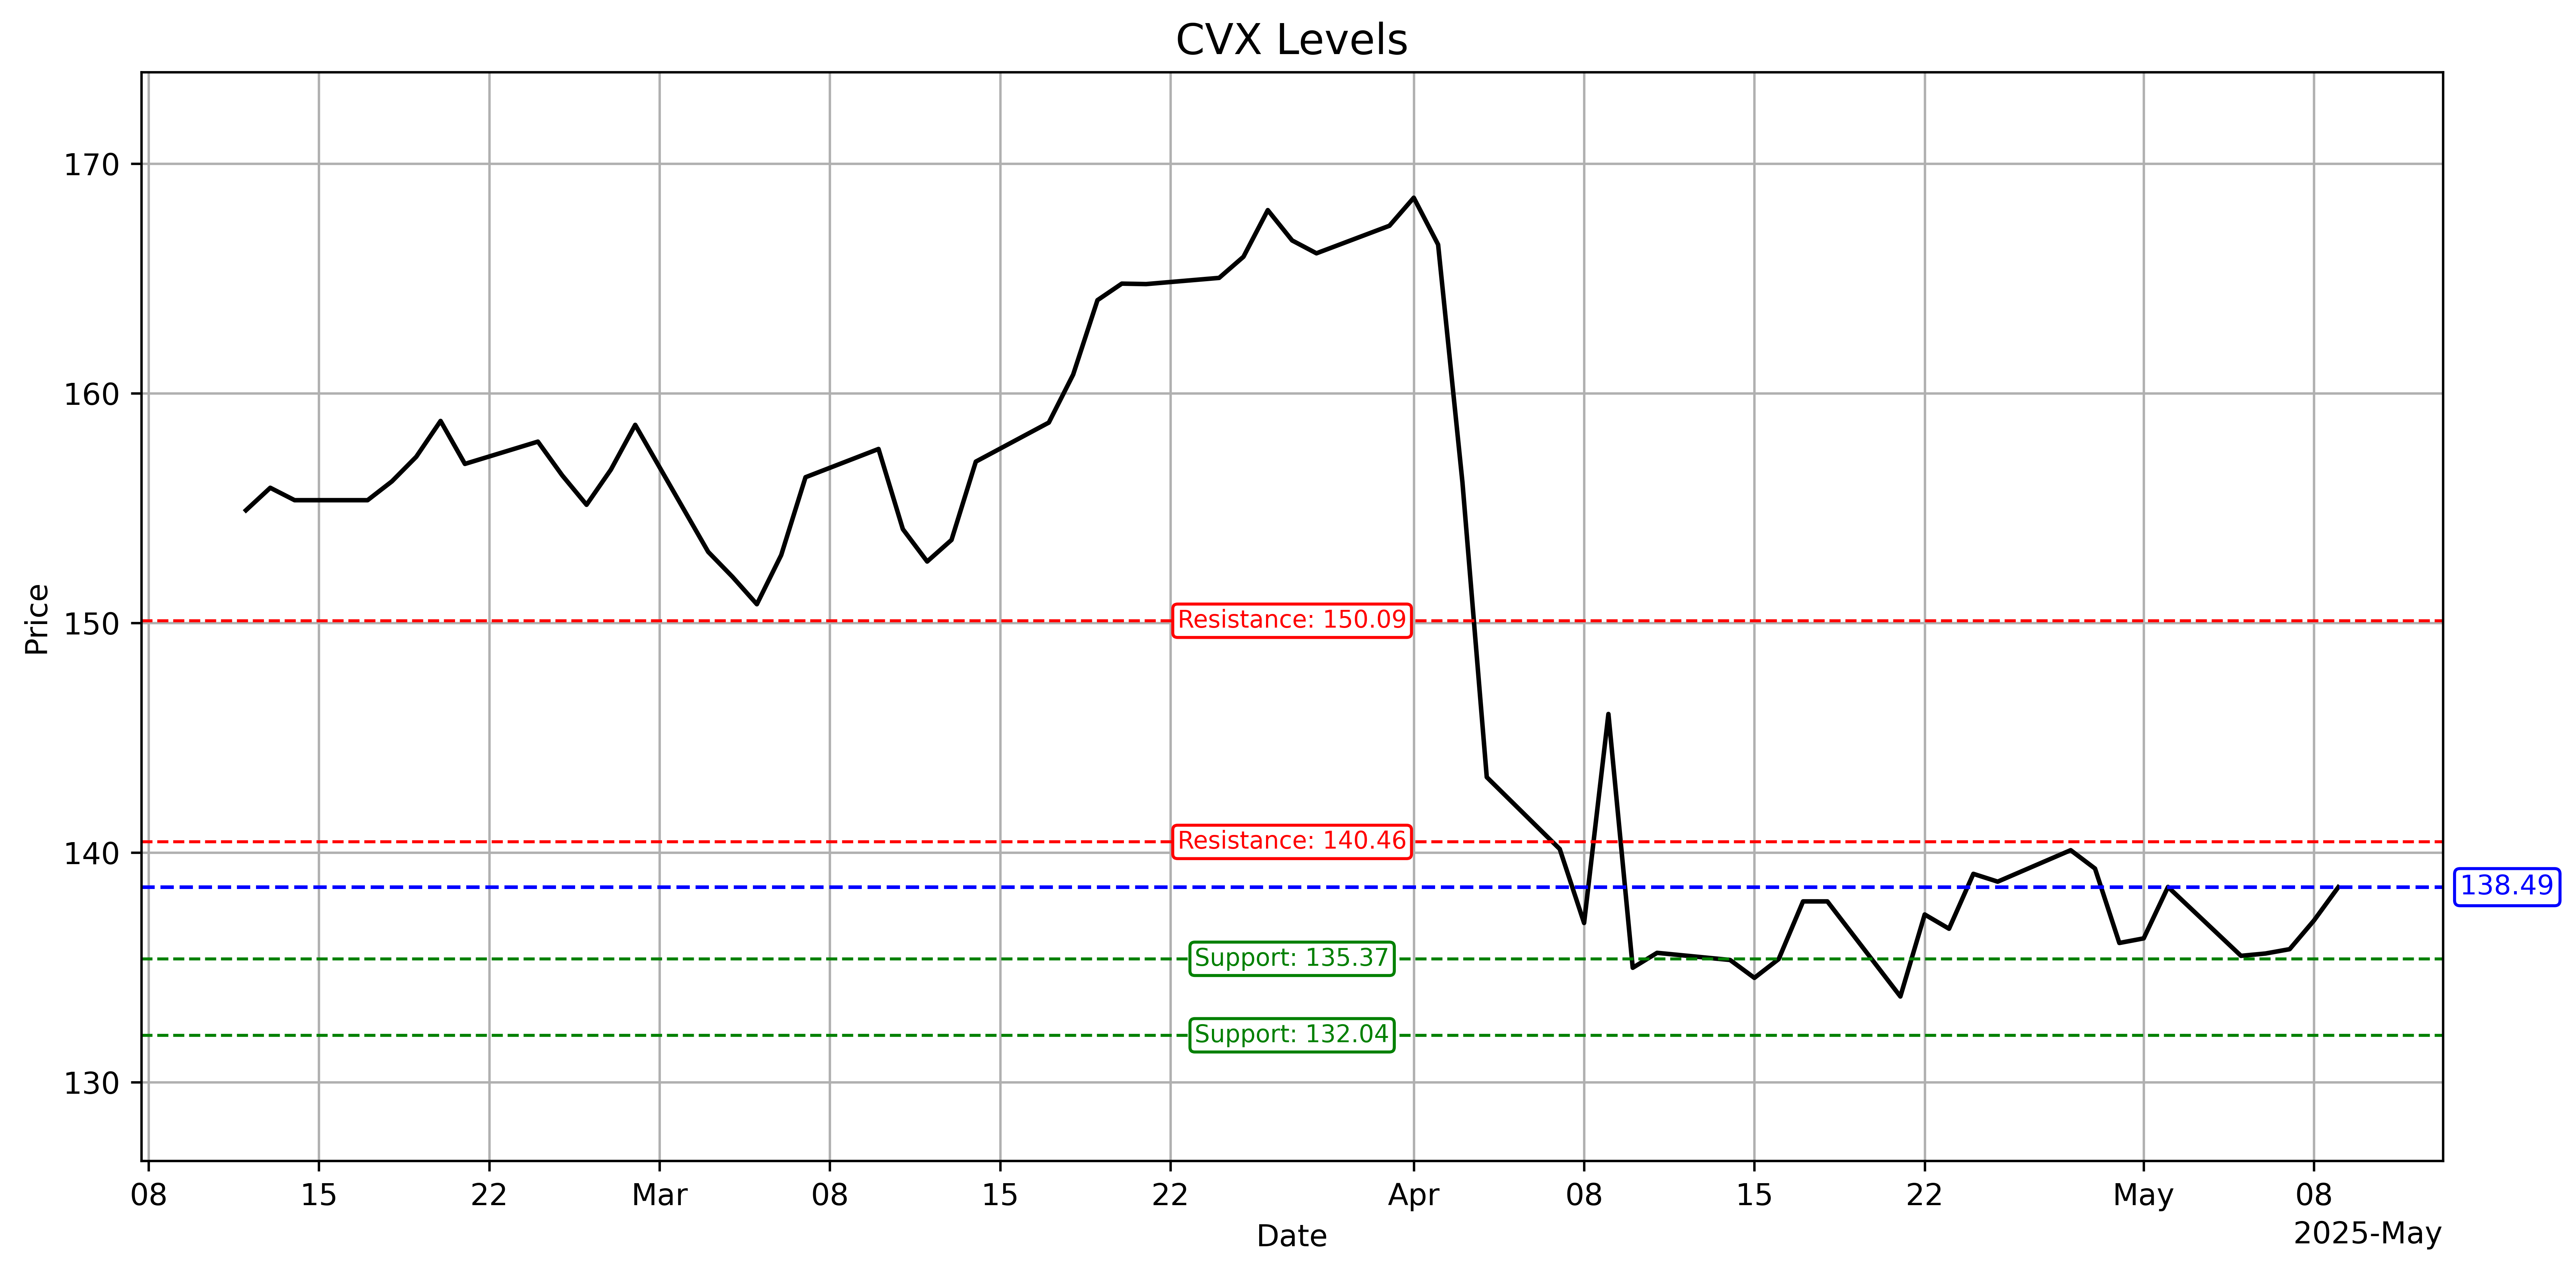 CVX Levels
170
160
150
140
130
Price
Resistance: 150.09
Resistance: 140.46
138.49
Support: 135.37
Support: 132.04
08 15 22 Mar 08 15 22 Apr 08 15 22 May 08
Date
2025-May